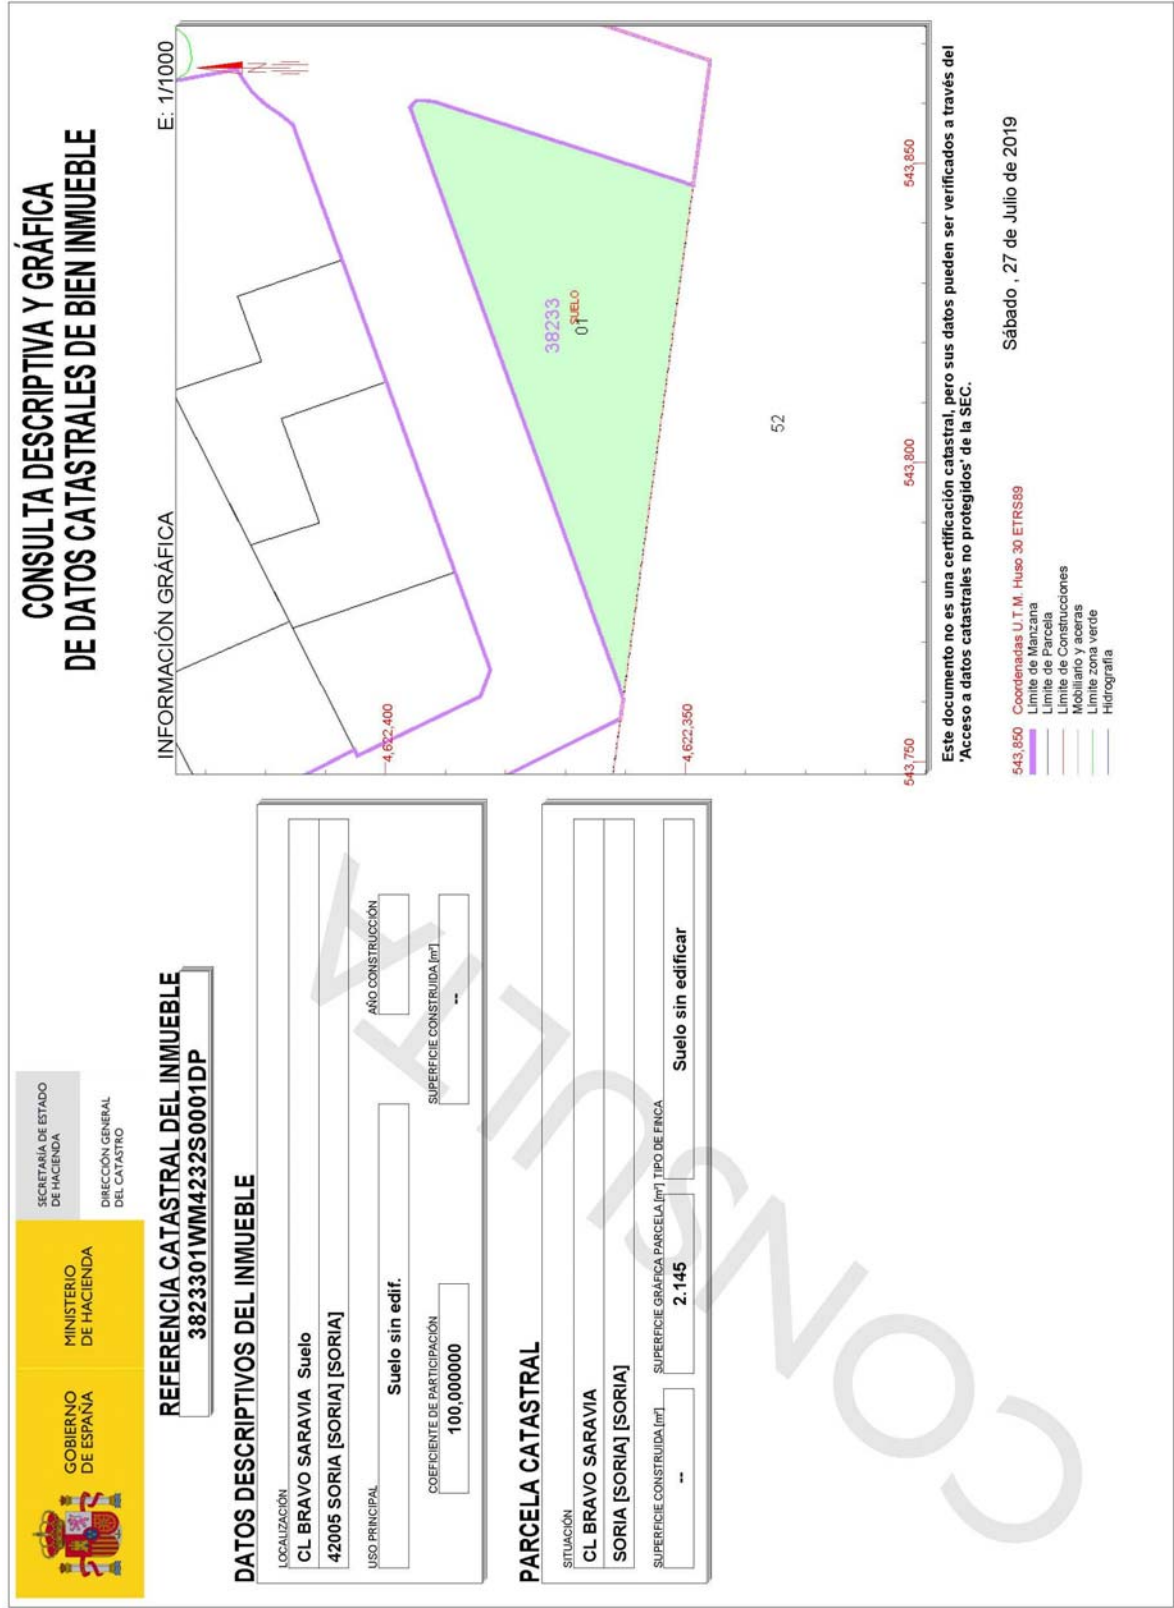 GOBIERNO
DE ESPAÑA
MINISTERIO
DE HACIENDA
SECRETARÍA DE ESTADO
DE HACIENDA
DIRECCIÓN GENERAL
DEL CATASTRO
CONSULTA DESCRIPTIVA Y GRÁFICA
DE DATOS CATASTRALES DE BIEN INMUEBLE
REFERENCIA CATASTRAL DEL INMUEBLE
3823301WM4232S0001DP
DATOS DESCRIPTIVOS DEL INMUEBLE
LOCALIZACIÓN
CL BRAVO SARAVIA Suelo
42005 SORIA [SORIA] [SORIA]
USO PRINCIPAL
Suelo sin edif.
AÑO CONSTRUCCIÓN
COEFICIENTE DE PARTICIPACIÓN
100,000000
SUPERFICIE CONSTRUIDA [m²]
--
PARCELA CATASTRAL
SITUACIÓN
CL BRAVO SARAVIA
SORIA [SORIA] [SORIA]
SUPERFICIE CONSTRUIDA [m²]
--
SUPERFICIE GRÁFICA PARCELA [m²]
2.145
TIPO DE FINCA
Suelo sin edificar
CONSULTA
INFORMACIÓN GRÁFICA
E: 1/1000
N
4,622,400
4,622,350
38233
SUELO
01
52
543,750
543,800
543,850
Este documento no es una certificación catastral, pero sus datos pueden ser verificados a través del
'Acceso a datos catastrales no protegidos' de la SEC.
543,850 Coordenadas U.T.M. Huso 30 ETRS89
Límite de Manzana
Límite de Parcela
Límite de Construcciones
Mobiliario y aceras
Límite zona verde
Hidrografía
Sábado , 27 de Julio de 2019